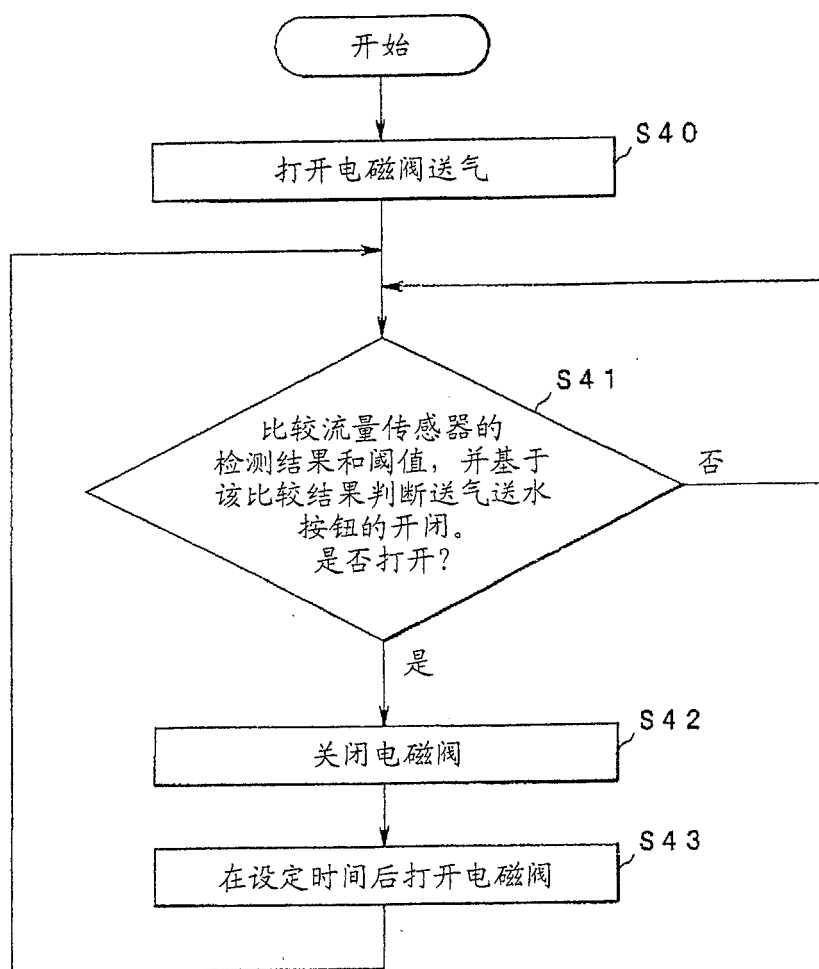 开始
S40
打开电磁阀送气
S41
比较流量传感器的
检测结果和阈值，并基于
该比较结果判断送气送水
按钮的开闭。
是否打开？
否
是
S42
关闭电磁阀
S43
在设定时间后打开电磁阀